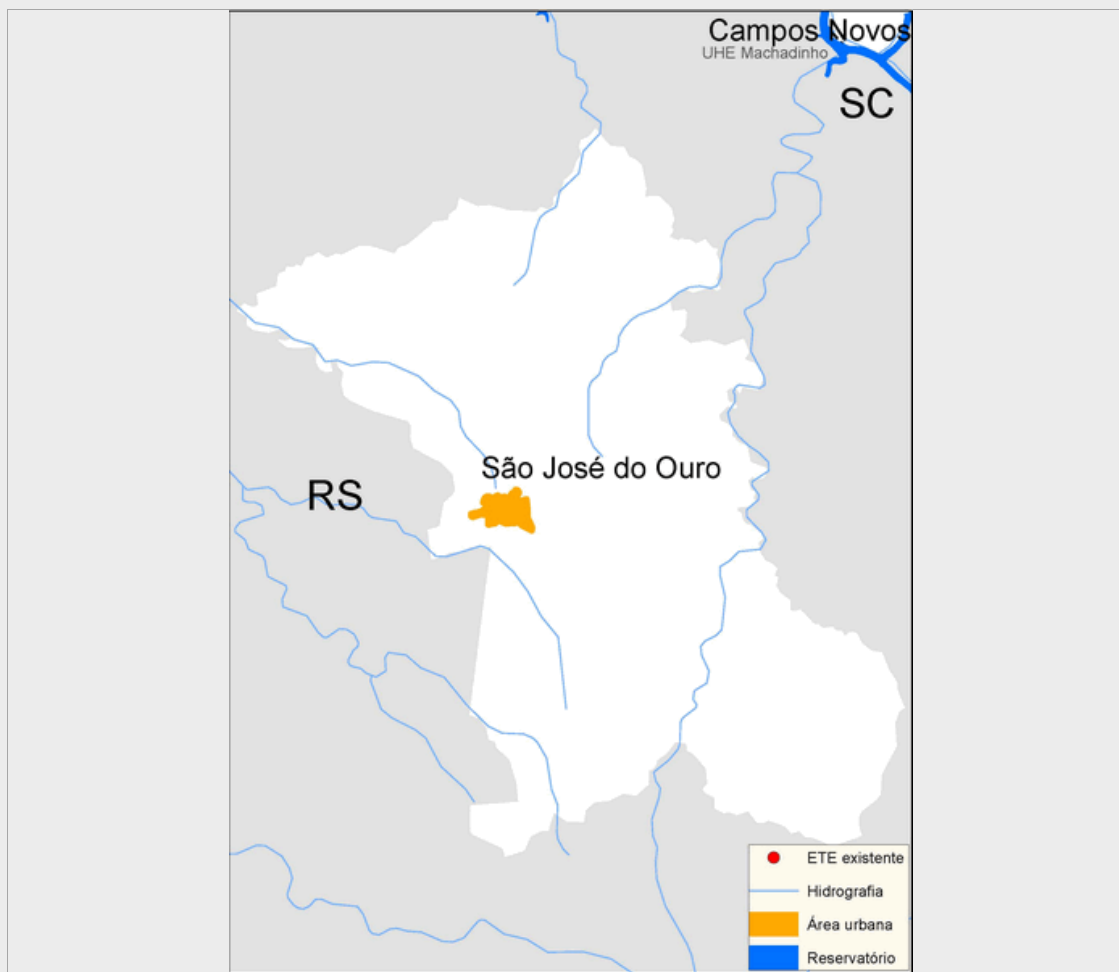 Campos Novos
UHE Machadinho
SC
São José do Ouro
RS
ETE existente
Hidrografia
Área urbana
Reservatório